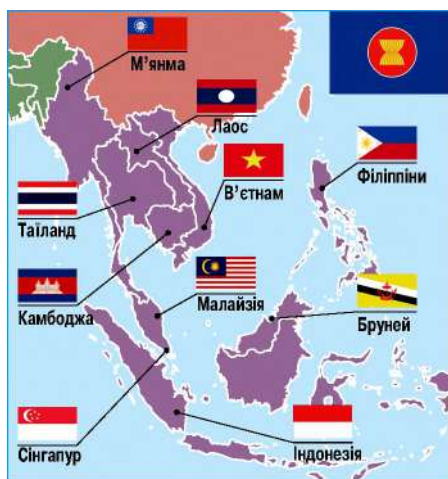 М'янма
Лаос
В'єтнам
Філіппіни
Таїланд
Камбоджа
Малайзія
Бруней
Сінгапур
Індонезія